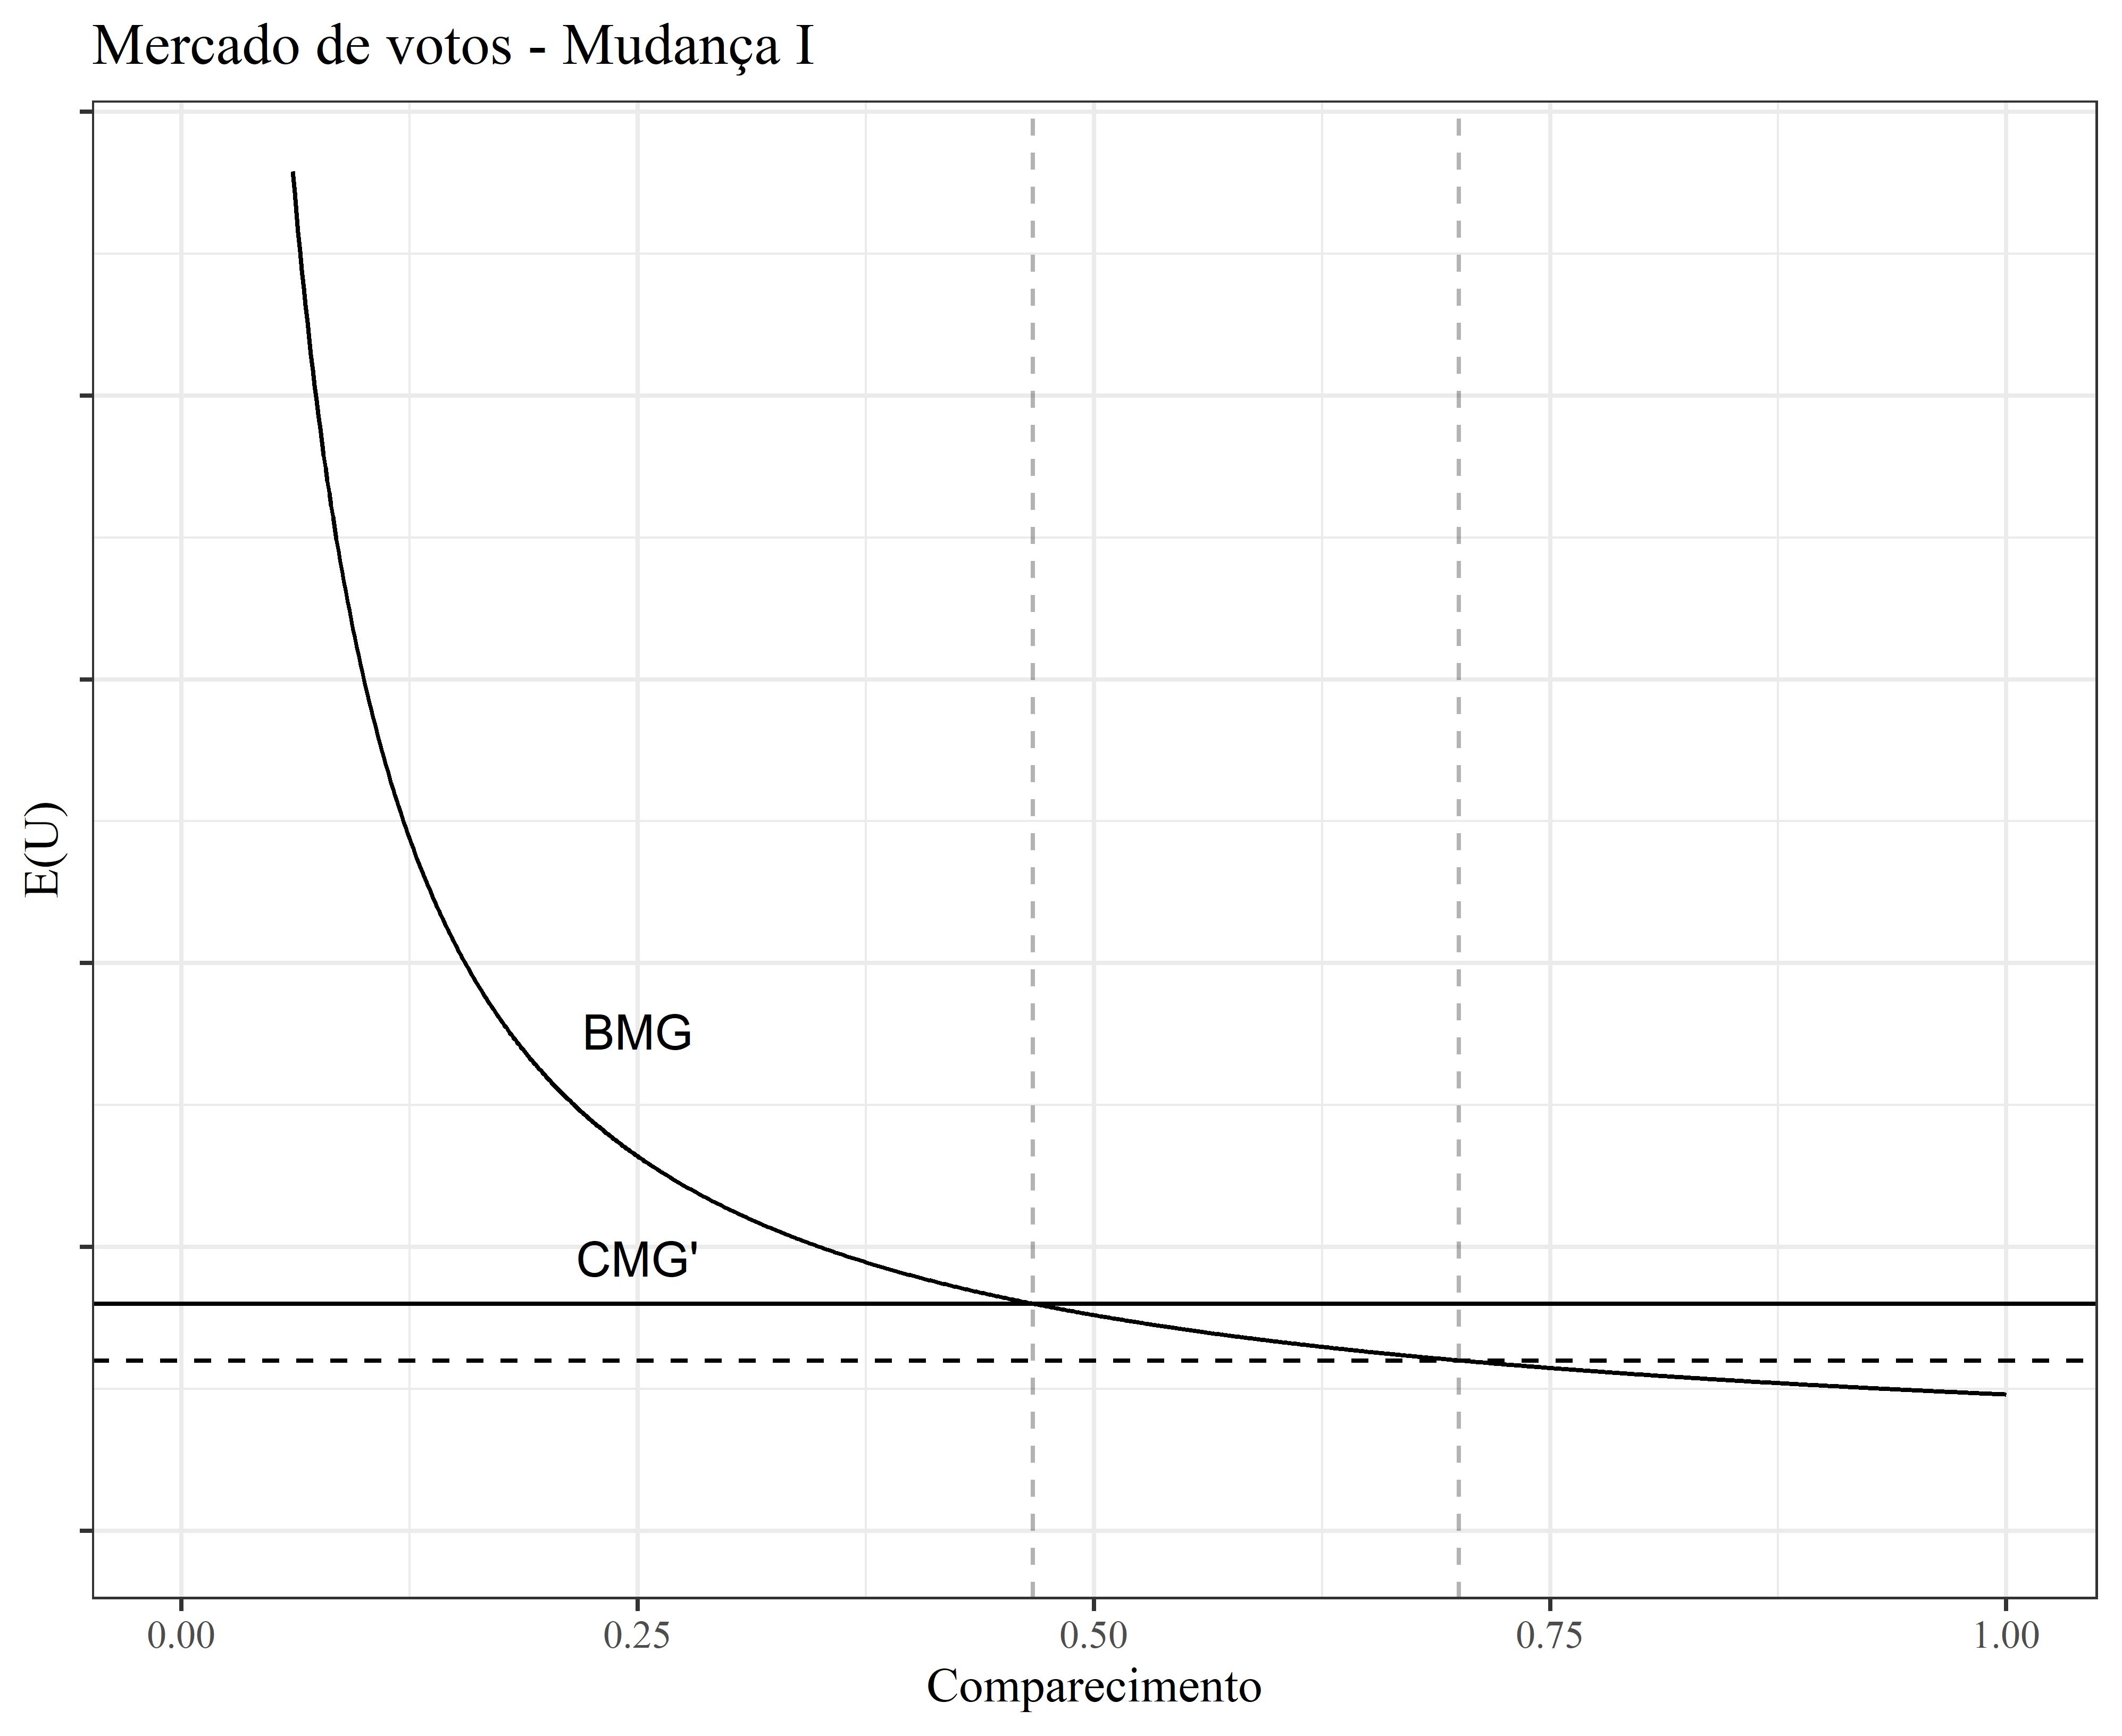 Mercado de votos - Mudança I
E(U)
BMG
CMG'
0.00 0.25 0.50 0.75 1.00
Comparecimento